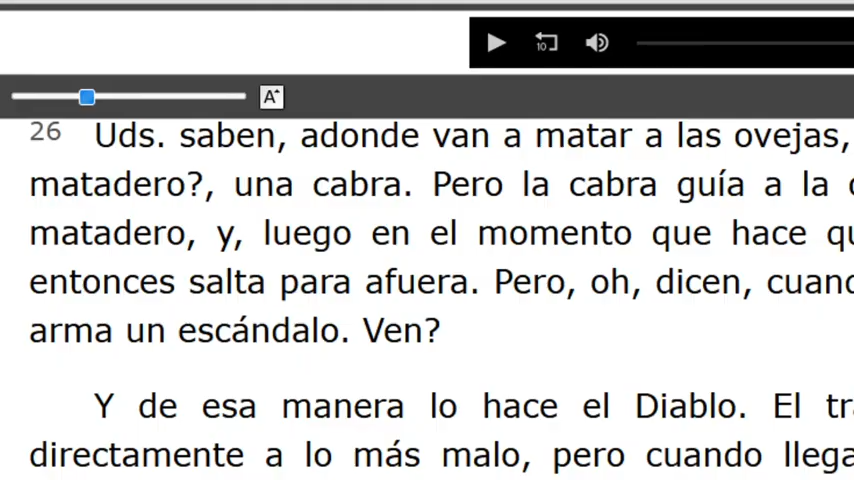 10
A
26 Uds. saben, adonde van a matar a las ovejas,
matadero?, una cabra. Pero la cabra guía a la
matadero, y, luego en el momento que hace
entonces salta para afuera. Pero, oh, dicen,
arma un escándalo. Ven?
Y de esa manera lo hace el Diablo. El
directamente a lo más malo, pero cuando